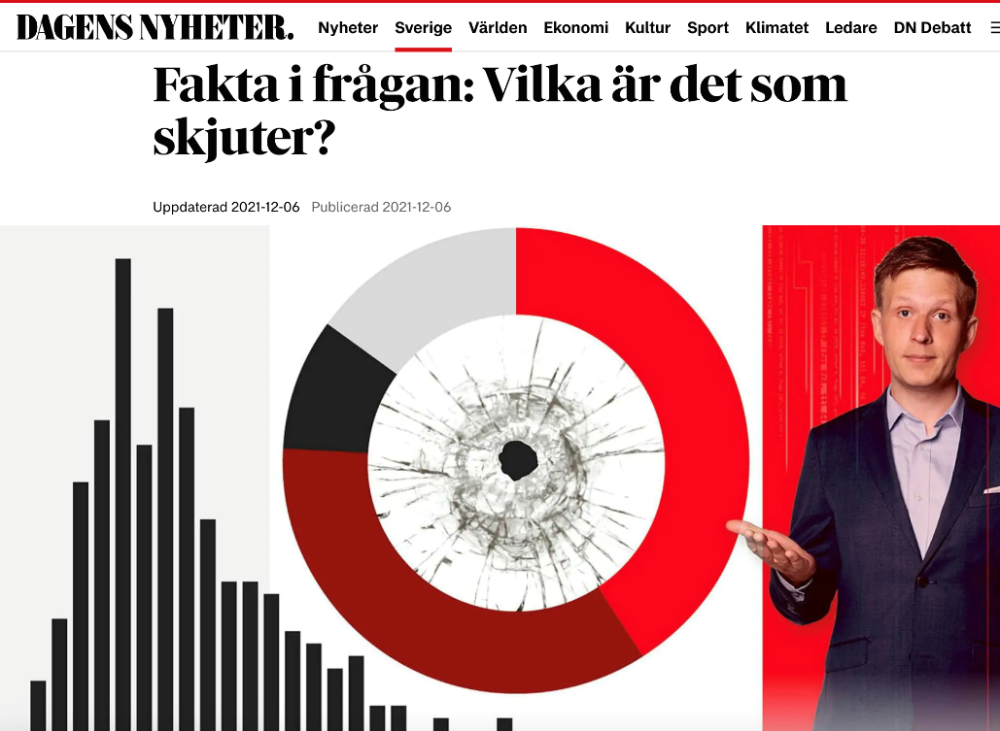 DAGENS NYHETER.
Nyheter Sverige Världen Ekonomi Kultur Sport Klimatet Ledare DN Debatt
Fakta i frågan: Vilka är det som
skjuter?
Uppdaterad 2021-12-06 Publicerad 2021-12-06